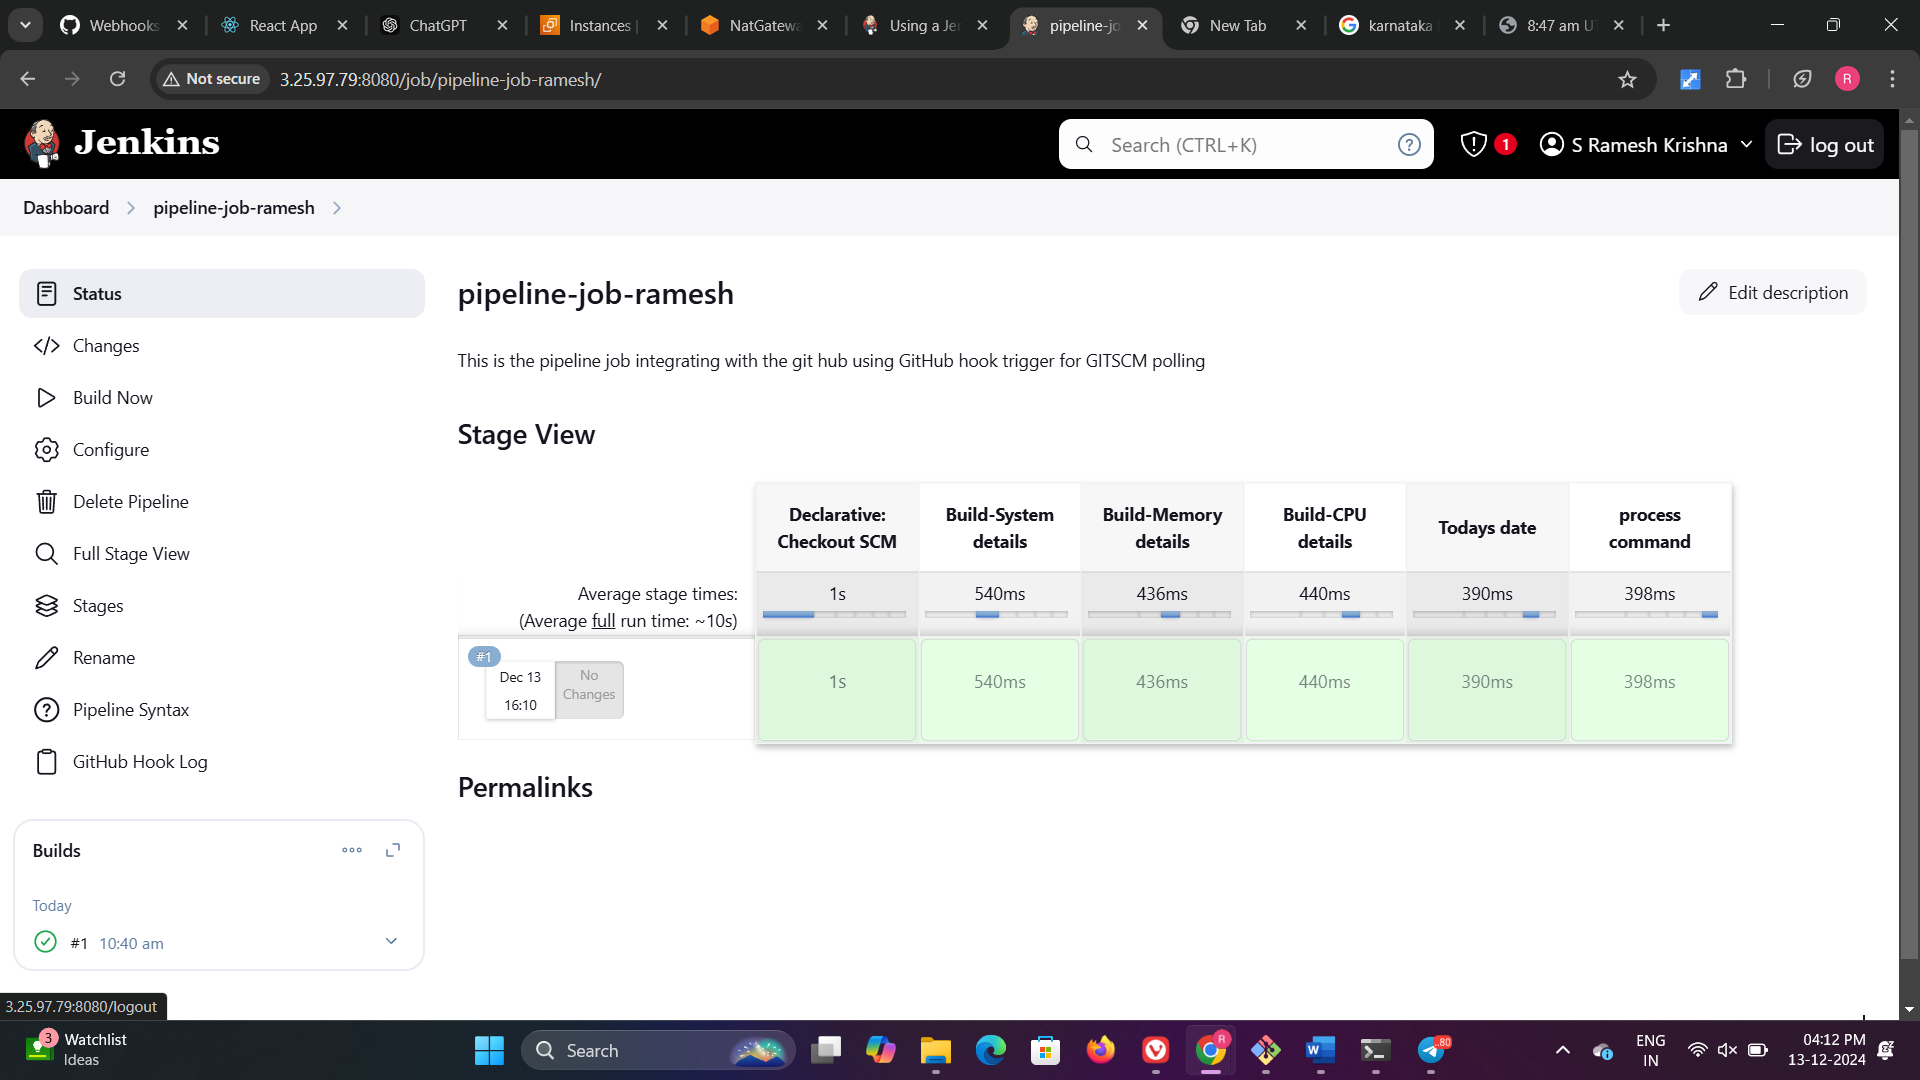 Webhooks
React App
ChatGPT
Instances |
NatGatewa
Using a Jen
pipeline-jo
New Tab
karnataka
8:47 am UT
Not secure
3.25.97.79:8080/job/pipeline-job-ramesh/
R
Jenkins
Search (CTRL+K)
1
S Ramesh Krishna
log out
Dashboard
pipeline-job-ramesh
Status
Changes
Build Now
Configure
Delete Pipeline
Full Stage View
Stages
Rename
Pipeline Syntax
GitHub Hook Log
Builds
Today
#1 10:40 am
pipeline-job-ramesh
Edit description
This is the pipeline job integrating with the git hub using GitHub hook trigger for GITSCM polling
Stage View
Declarative: Checkout SCM
Build-System details
Build-Memory details
Build-CPU details
Todays date
process command
Average stage times:
(Average full run time: ~10s)
1s
540ms
436ms
440ms
390ms
398ms
#1
Dec 13
16:10
No Changes
1s
540ms
436ms
440ms
390ms
398ms
Permalinks
3.25.97.79:8080/logout
3
Watchlist
Ideas
Search
R
80
ENG
IN
04:12 PM
13-12-2024